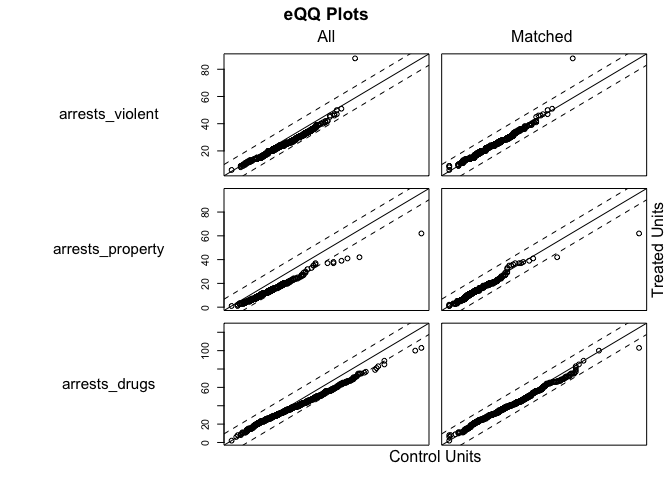 eQQ Plots
All Matched
arrests_violent
20 40 60 80
arrests_property
0 20 40 60 80
arrests_drugs
0 20 60 100
Treated Units
Control Units